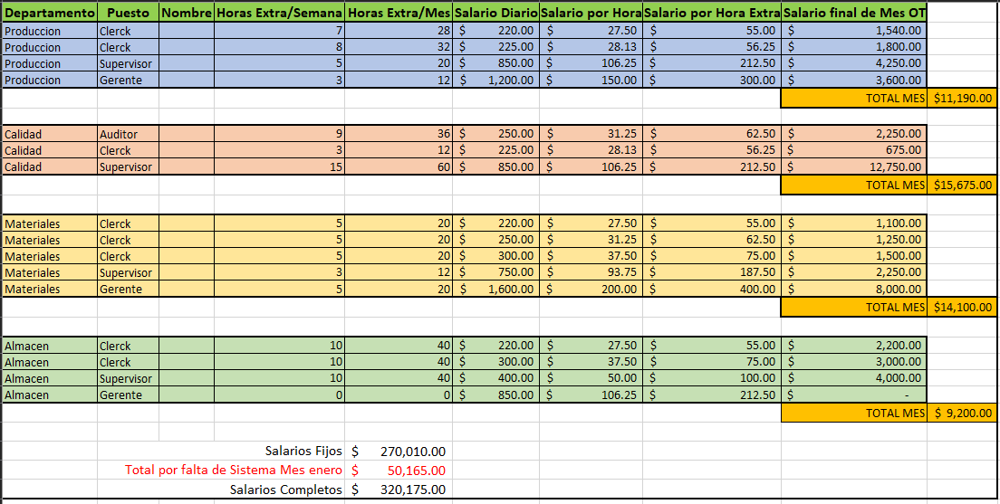 Departamento Puesto Nombre Horas Extra/Semana Horas Extra/Mes Salario Diario Salario por Hora Salario por Hora Extra Salario final de Mes OT
Produccion Clerck 7 28 $ 220.00 $ 27.50 $ 55.00 $ 1,540.00
Produccion Clerck 8 32 $ 225.00 $ 28.13 $ 56.25 $ 1,800.00
Produccion Supervisor 5 20 $ 850.00 $ 106.25 $ 212.50 $ 4,250.00
Produccion Gerente 3 12 $ 1,200.00 $ 150.00 $ 300.00 $ 3,600.00
TOTAL MES $11,190.00
Calidad Auditor 9 36 $ 250.00 $ 31.25 $ 62.50 $ 2,250.00
Calidad Clerck 3 12 $ 225.00 $ 28.13 $ 56.25 $ 675.00
Calidad Supervisor 15 60 $ 850.00 $ 106.25 $ 212.50 $ 12,750.00
TOTAL MES $15,675.00
Materiales Clerck 5 20 $ 220.00 $ 27.50 $ 55.00 $ 1,100.00
Materiales Clerck 5 20 $ 250.00 $ 31.25 $ 62.50 $ 1,250.00
Materiales Clerck 5 20 $ 300.00 $ 37.50 $ 75.00 $ 1,500.00
Materiales Supervisor 3 12 $ 750.00 $ 93.75 $ 187.50 $ 2,250.00
Materiales Gerente 5 20 $ 1,600.00 $ 200.00 $ 400.00 $ 8,000.00
TOTAL MES $14,100.00
Almacen Clerck 10 40 $ 220.00 $ 27.50 $ 55.00 $ 2,200.00
Almacen Clerck 10 40 $ 300.00 $ 37.50 $ 75.00 $ 3,000.00
Almacen Supervisor 10 40 $ 400.00 $ 50.00 $ 100.00 $ 4,000.00
Almacen Gerente 0 0 $ 850.00 $ 106.25 $ 212.50 $ -
TOTAL MES $ 9,200.00
Salarios Fijos $ 270,010.00
Total por falta de Sistema Mes enero $ 50,165.00
Salarios Completos $ 320,175.00